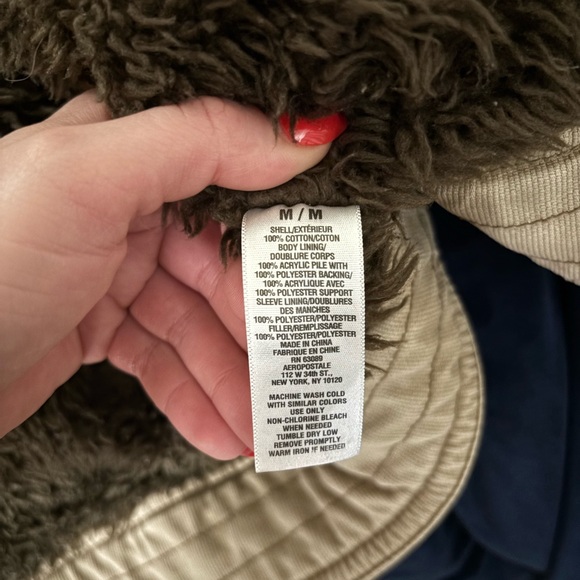 M / M
SHELL/EXTÉRIEUR
100% COTTON/COTON
BODY LINING/
DOUBLURE CORPS
100% ACRYLIC PILE WITH
100% POLYESTER BACKING/
100% ACRYLIQUE AVEC
100% POLYESTER SUPPORT
SLEEVE LINING/DOUBLURES
DES MANCHES
100% POLYESTER/POLYESTER
FILLER/REMPLISSAGE
100% POLYESTER/POLYESTER
MADE IN CHINA
FABRIQUE EN CHINE
RN 63089
AEROPOSTALE
112 W 34th ST.,
NEW YORK, NY 10120
MACHINE WASH COLD
WITH SIMILAR COLORS
USE ONLY
NON-CHLORINE BLEACH
WHEN NEEDED
TUMBLE DRY LOW
REMOVE PROMPTLY
WARM IRON IF NEEDED